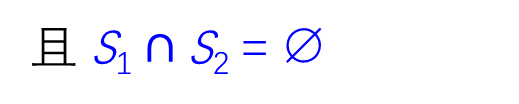 且 S₁ ∩ S₂ = ∅